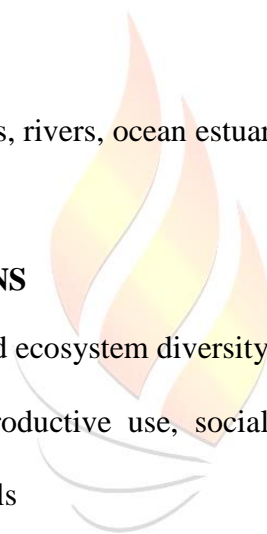 s, rivers, ocean estuar
NS
d ecosystem diversity
roductive use, social
ls